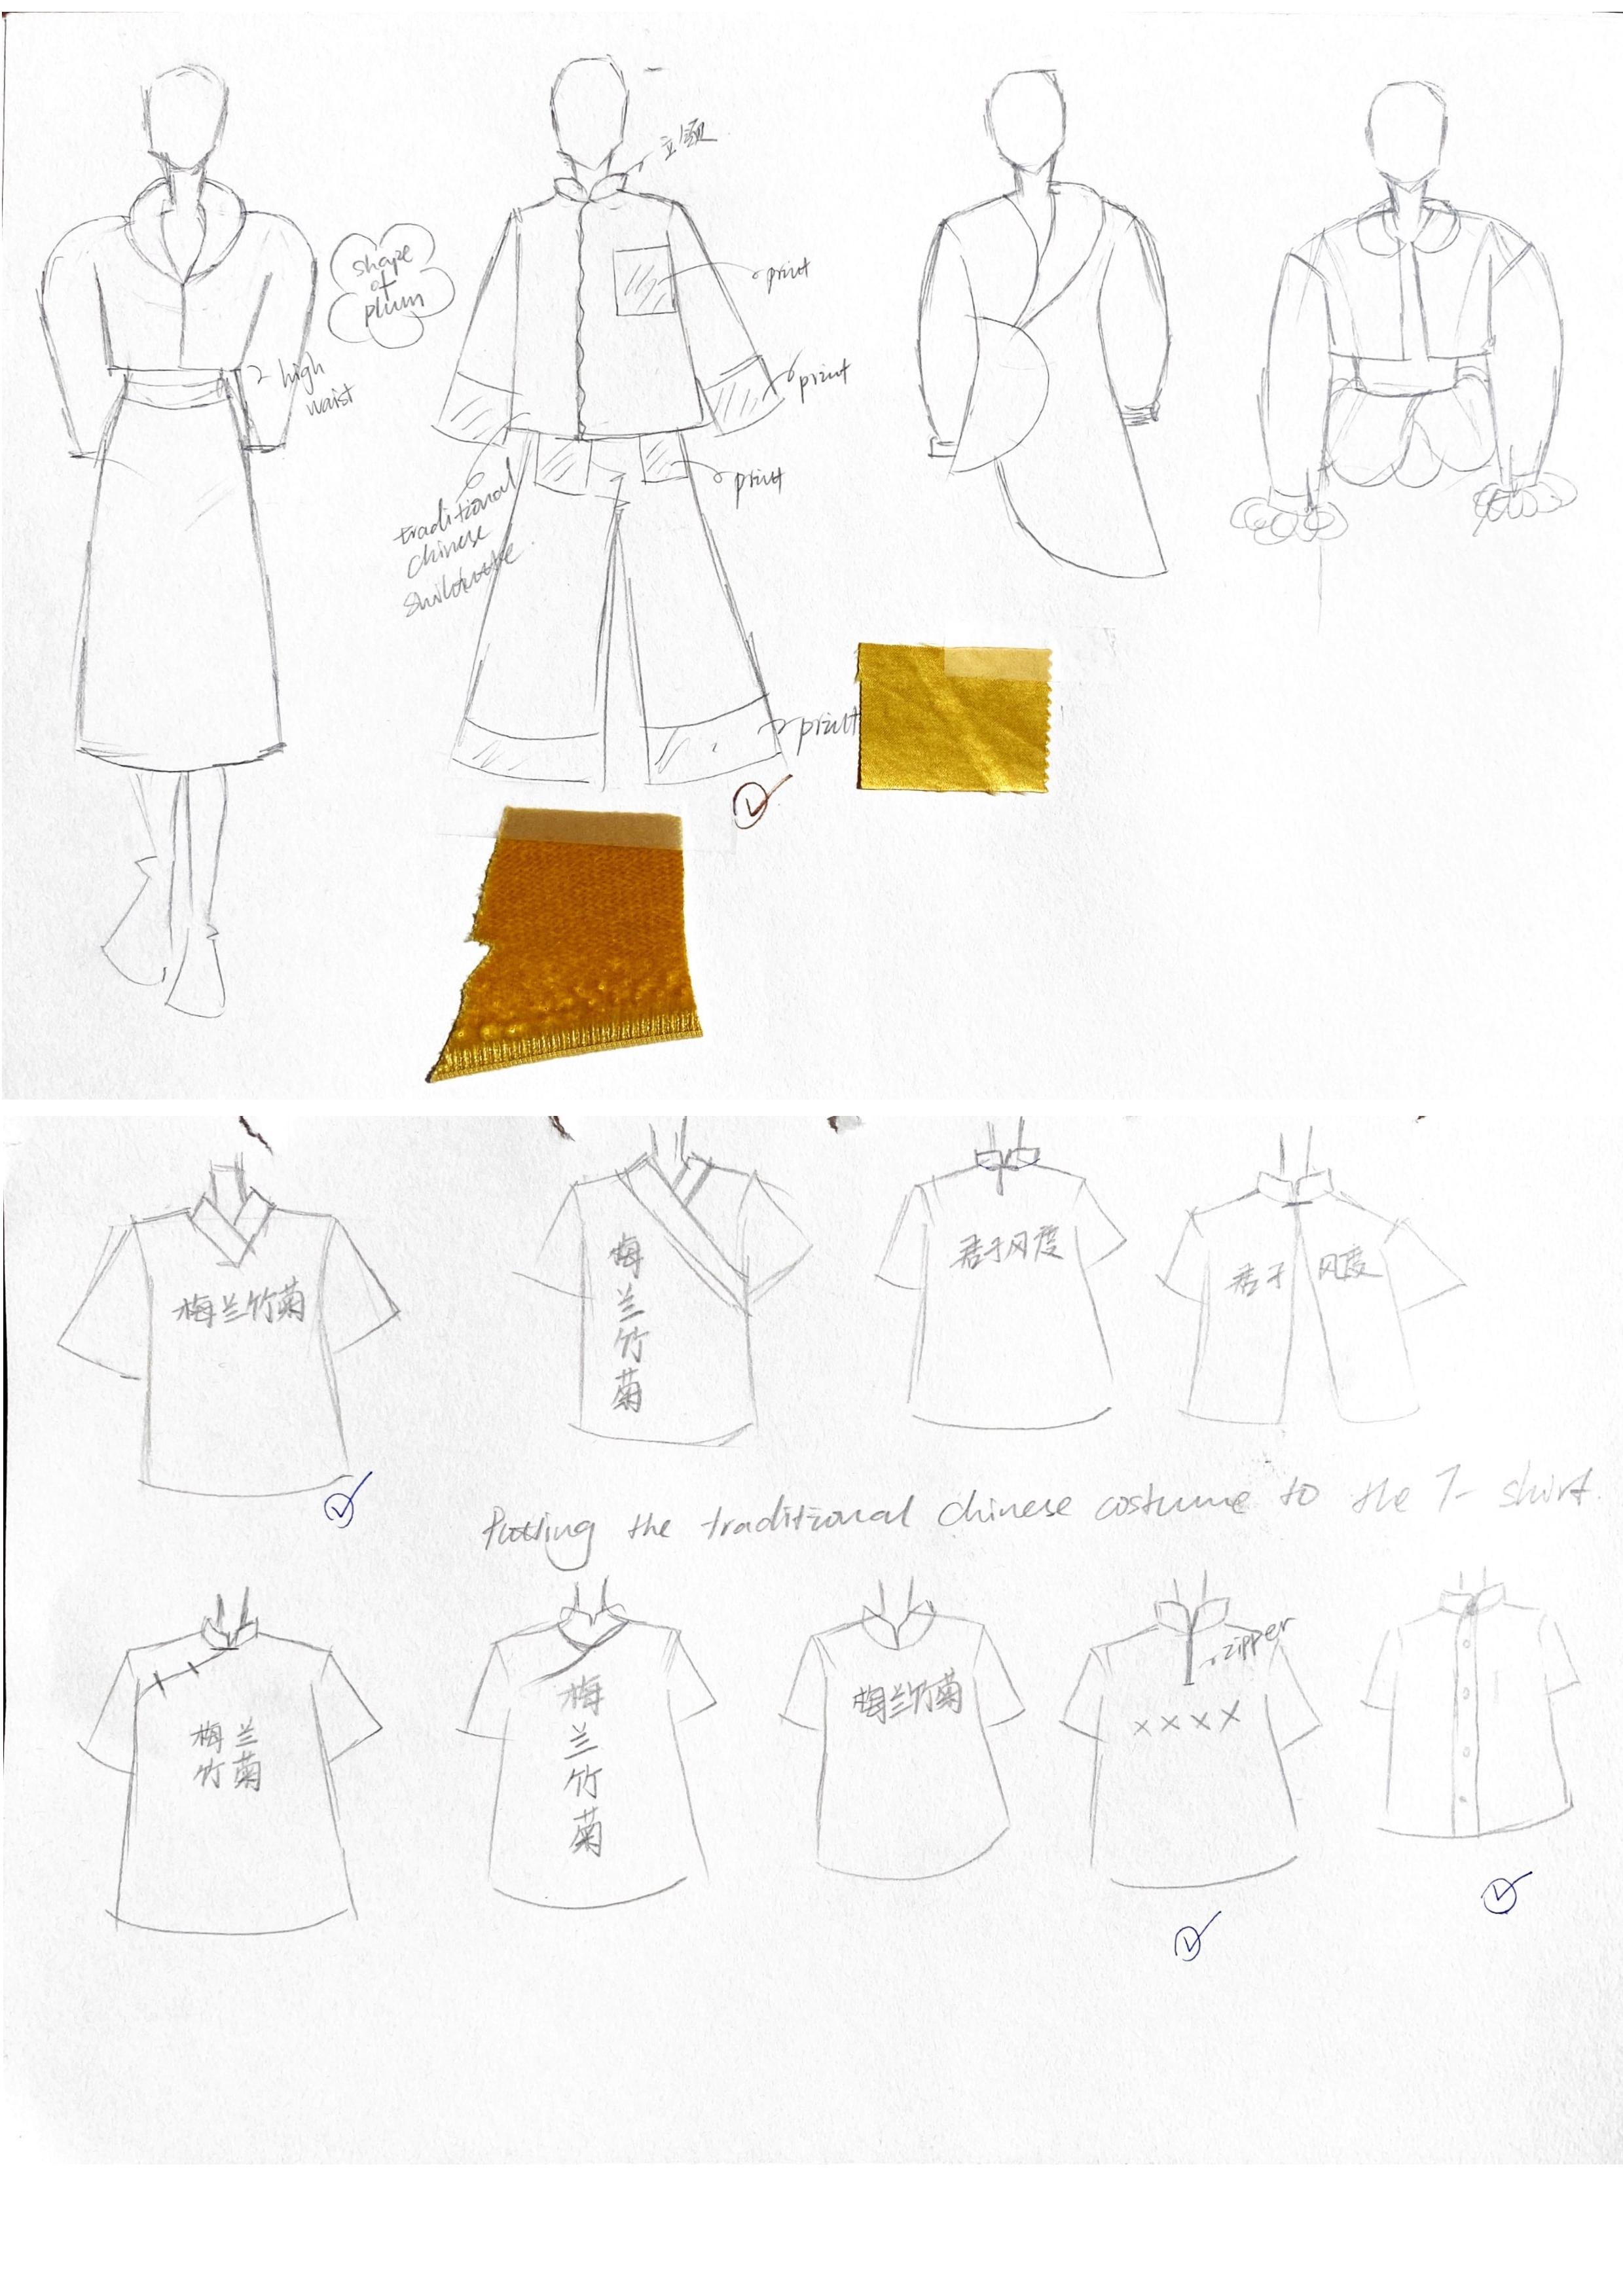 立领
shape
of
plum
print
high
waist
print
print
traditional
chinese
print
梅兰竹菊
梅
兰
竹
菊
君子风度
君子 风度
Putting the traditional chinese costume to the T-shirt.
梅 兰
竹 菊
梅
兰
竹
菊
梅兰竹菊
zipper
××××